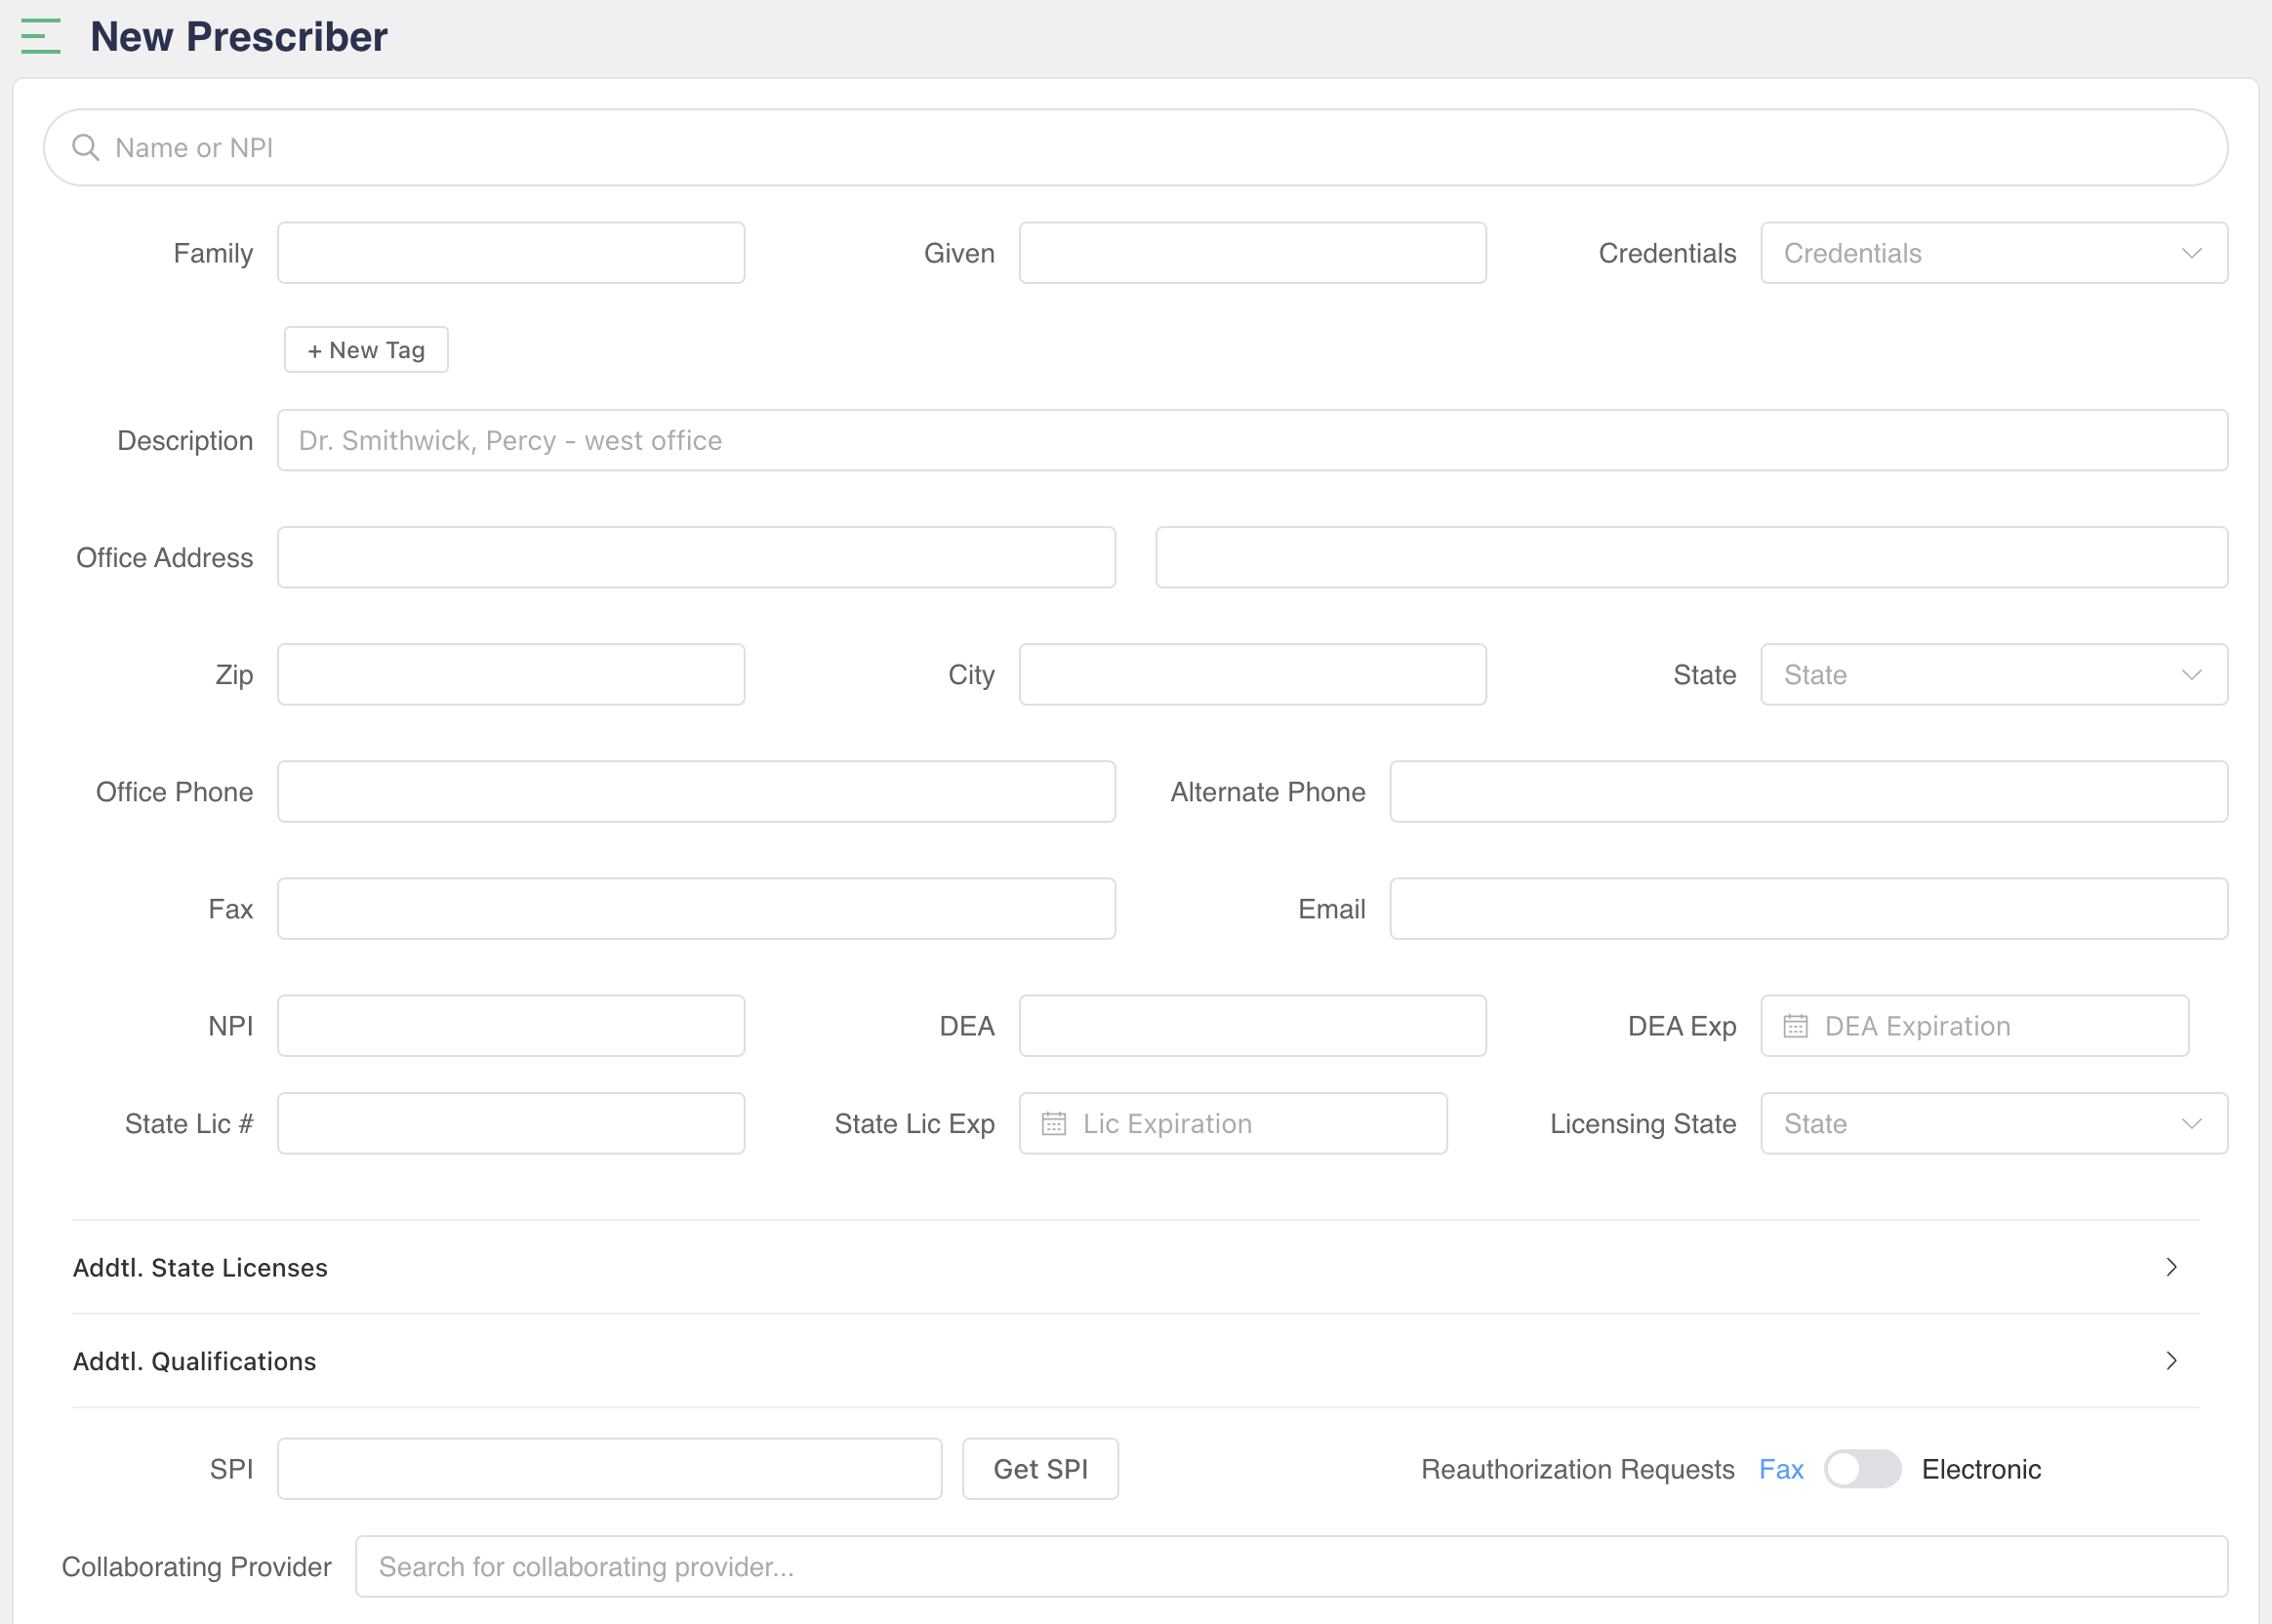 New Prescriber
Name or NPI
Family Given Credentials Credentials
+ New Tag
Description Dr. Smithwick, Percy - west office
Office Address
Zip City State State
Office Phone Alternate Phone
Fax Email
NPI DEA DEA Exp DEA Expiration
State Lic # State Lic Exp Lic Expiration Licensing State State
Addtl. State Licenses
Addtl. Qualifications
SPI Get SPI Reauthorization Requests Fax Electronic
Collaborating Provider Search for collaborating provider...